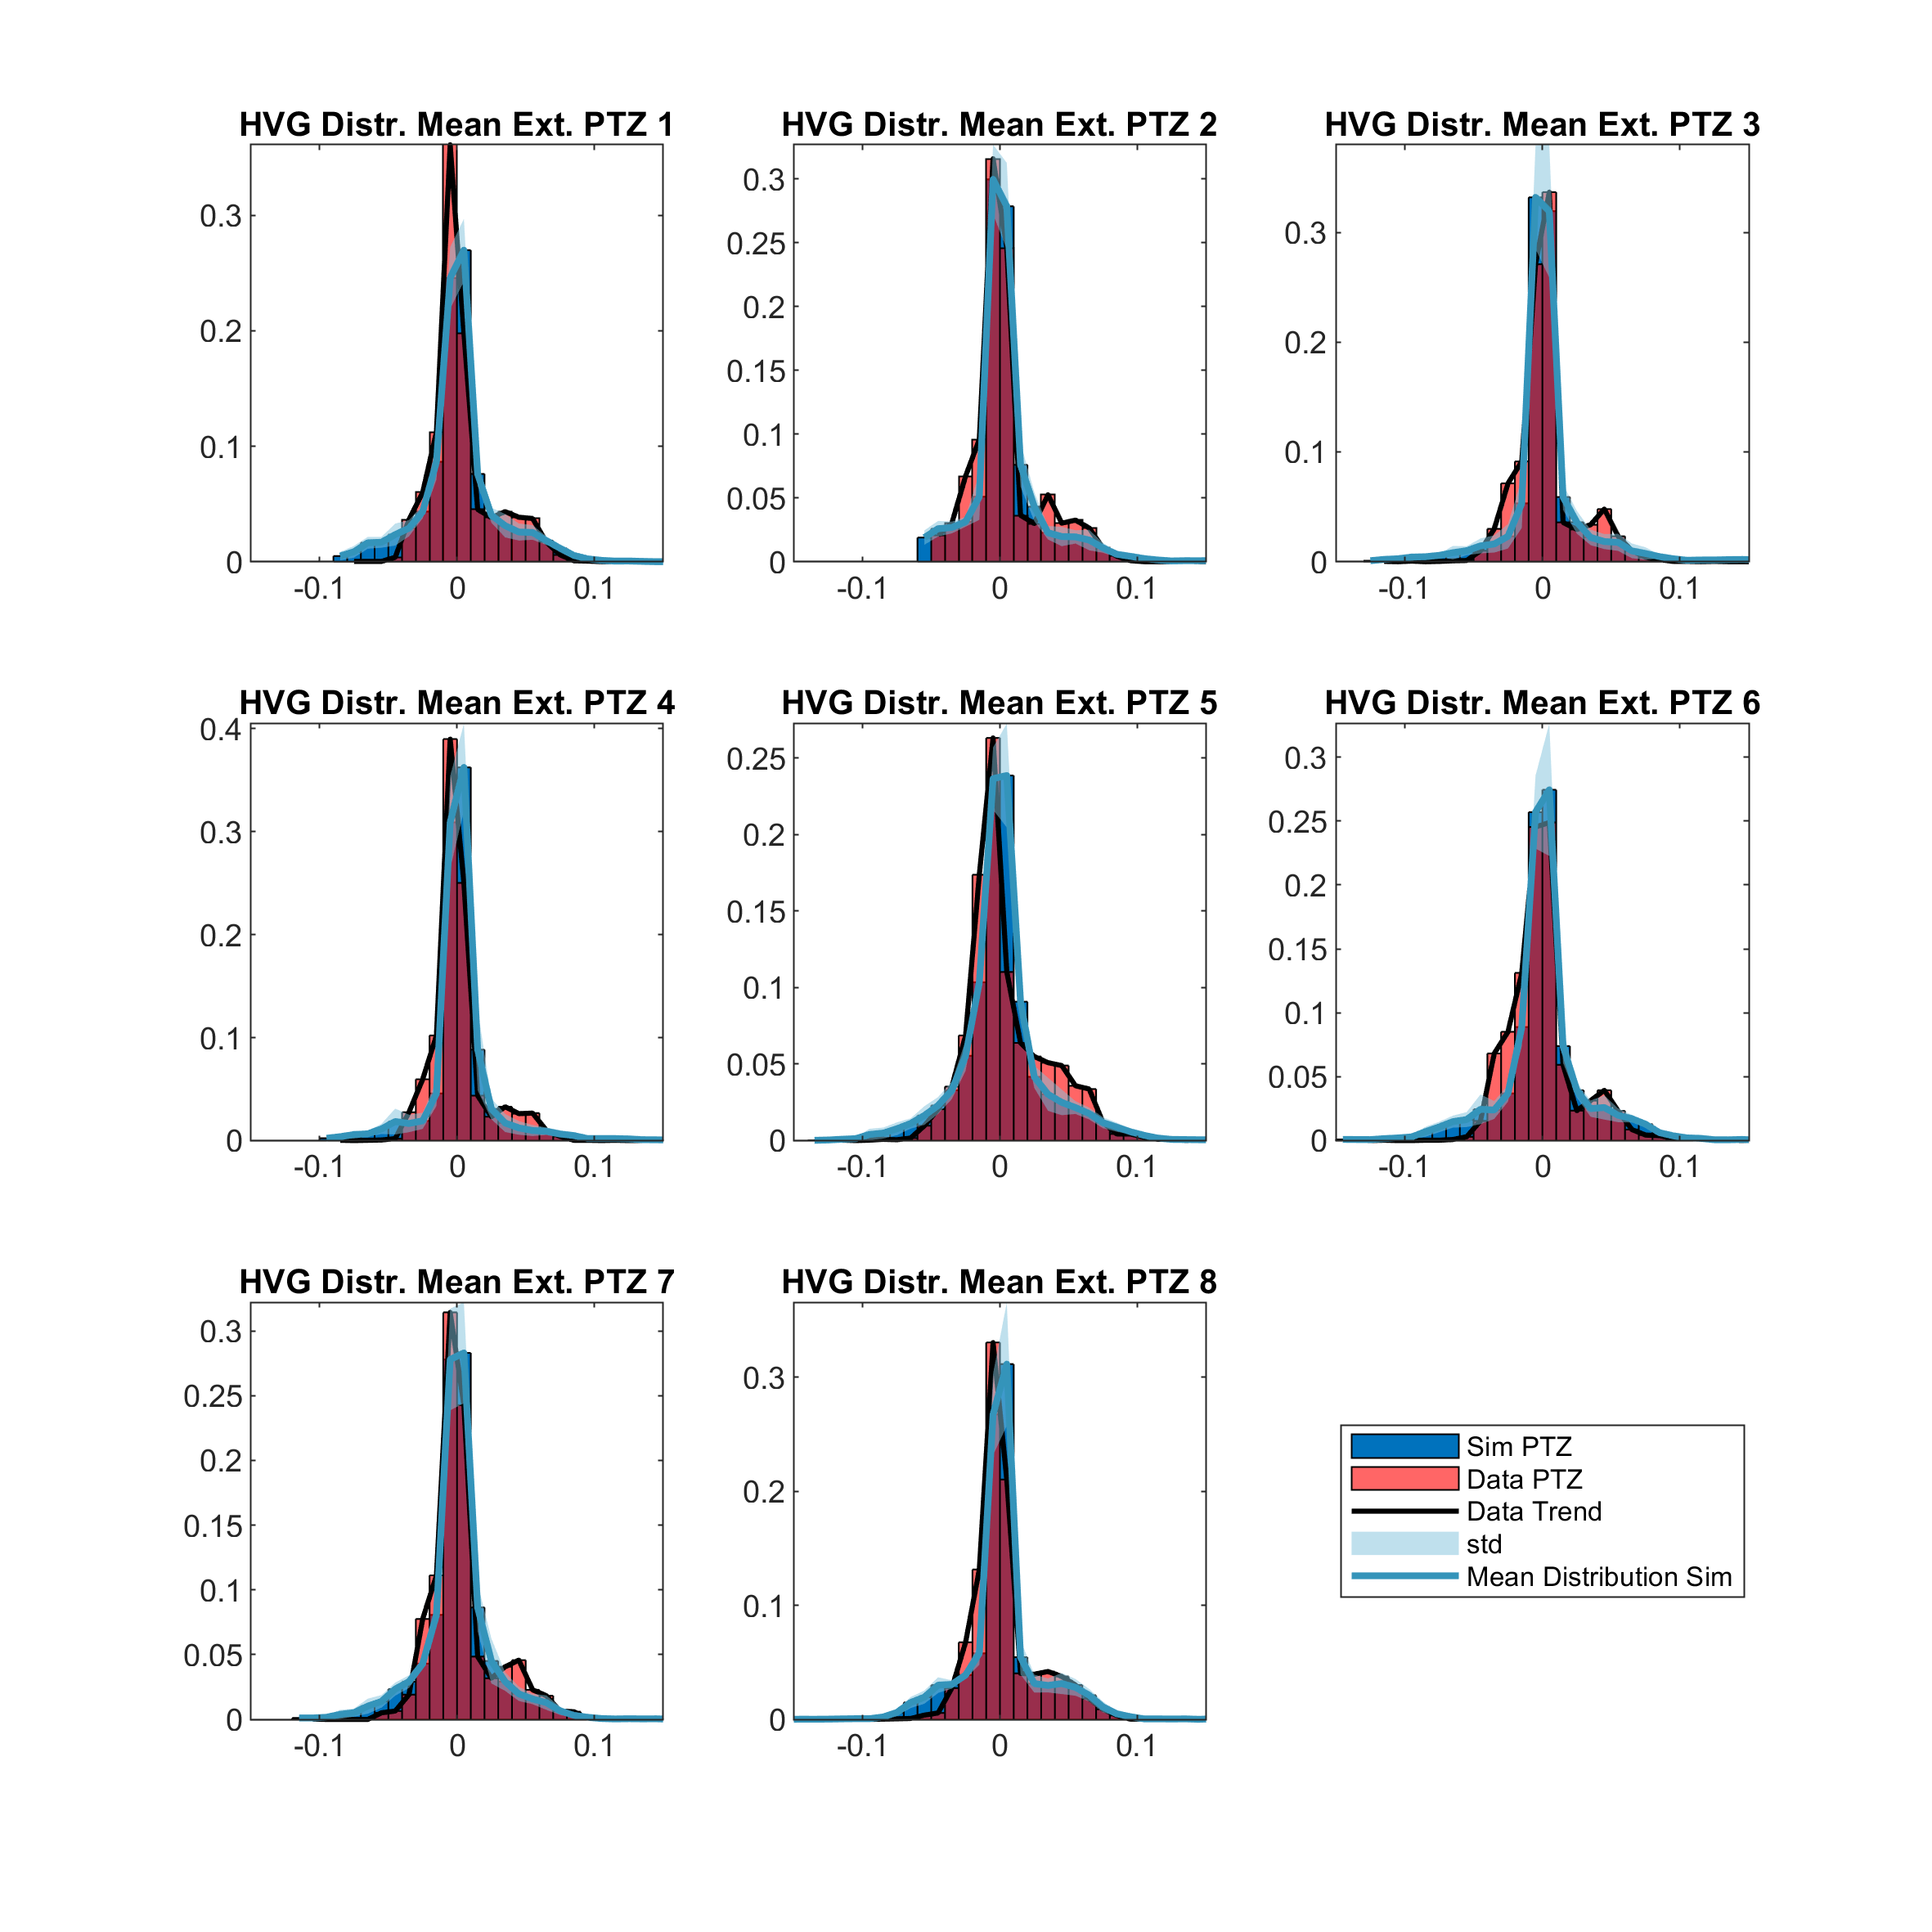 HVG Distr. Mean Ext. PTZ 1
0.3
0.2
0.1
0
-0.1 0 0.1
HVG Distr. Mean Ext. PTZ 2
0.3
0.25
0.2
0.15
0.1
0.05
0
-0.1 0 0.1
HVG Distr. Mean Ext. PTZ 3
0.3
0.2
0.1
0
-0.1 0 0.1
HVG Distr. Mean Ext. PTZ 4
0.4
0.3
0.2
0.1
0
-0.1 0 0.1
HVG Distr. Mean Ext. PTZ 5
0.25
0.2
0.15
0.1
0.05
0
-0.1 0 0.1
HVG Distr. Mean Ext. PTZ 6
0.3
0.25
0.2
0.15
0.1
0.05
0
-0.1 0 0.1
HVG Distr. Mean Ext. PTZ 7
0.3
0.25
0.2
0.15
0.1
0.05
0
-0.1 0 0.1
HVG Distr. Mean Ext. PTZ 8
0.3
0.2
0.1
0
-0.1 0 0.1
Sim PTZ
Data PTZ
Data Trend
std
Mean Distribution Sim